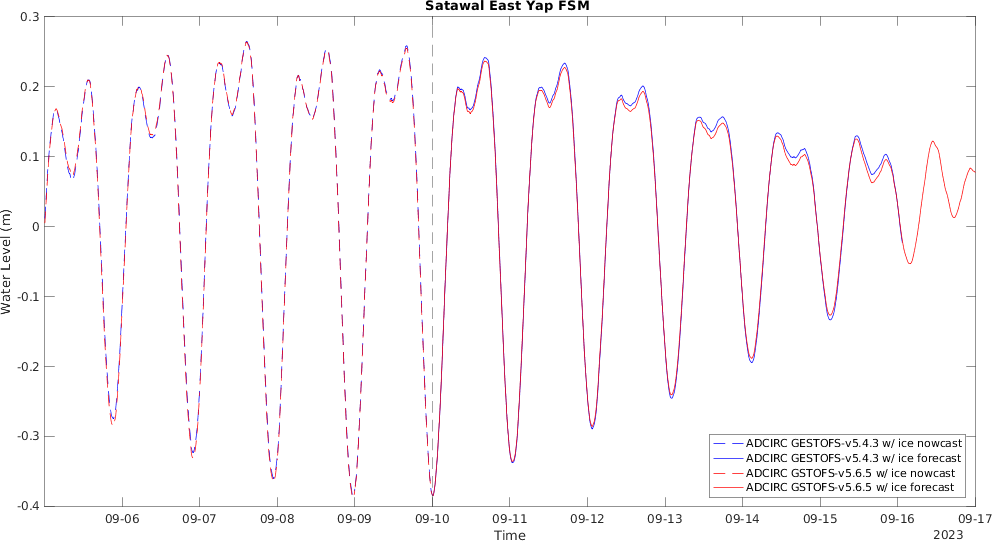 Satawal East Yap FSM
0.3
0.2
0.1
0
-0.1
-0.2
-0.3
-0.4
Water Level (m)
ADCIRC GESTOFS-v5.4.3 w/ ice nowcast
ADCIRC GESTOFS-v5.4.3 w/ ice forecast
ADCIRC GSTOFS-v5.6.5 w/ ice nowcast
ADCIRC GSTOFS-v5.6.5 w/ ice forecast
09-06 09-07 09-08 09-09 09-10 09-11 09-12 09-13 09-14 09-15 09-16 09-17
Time
2023